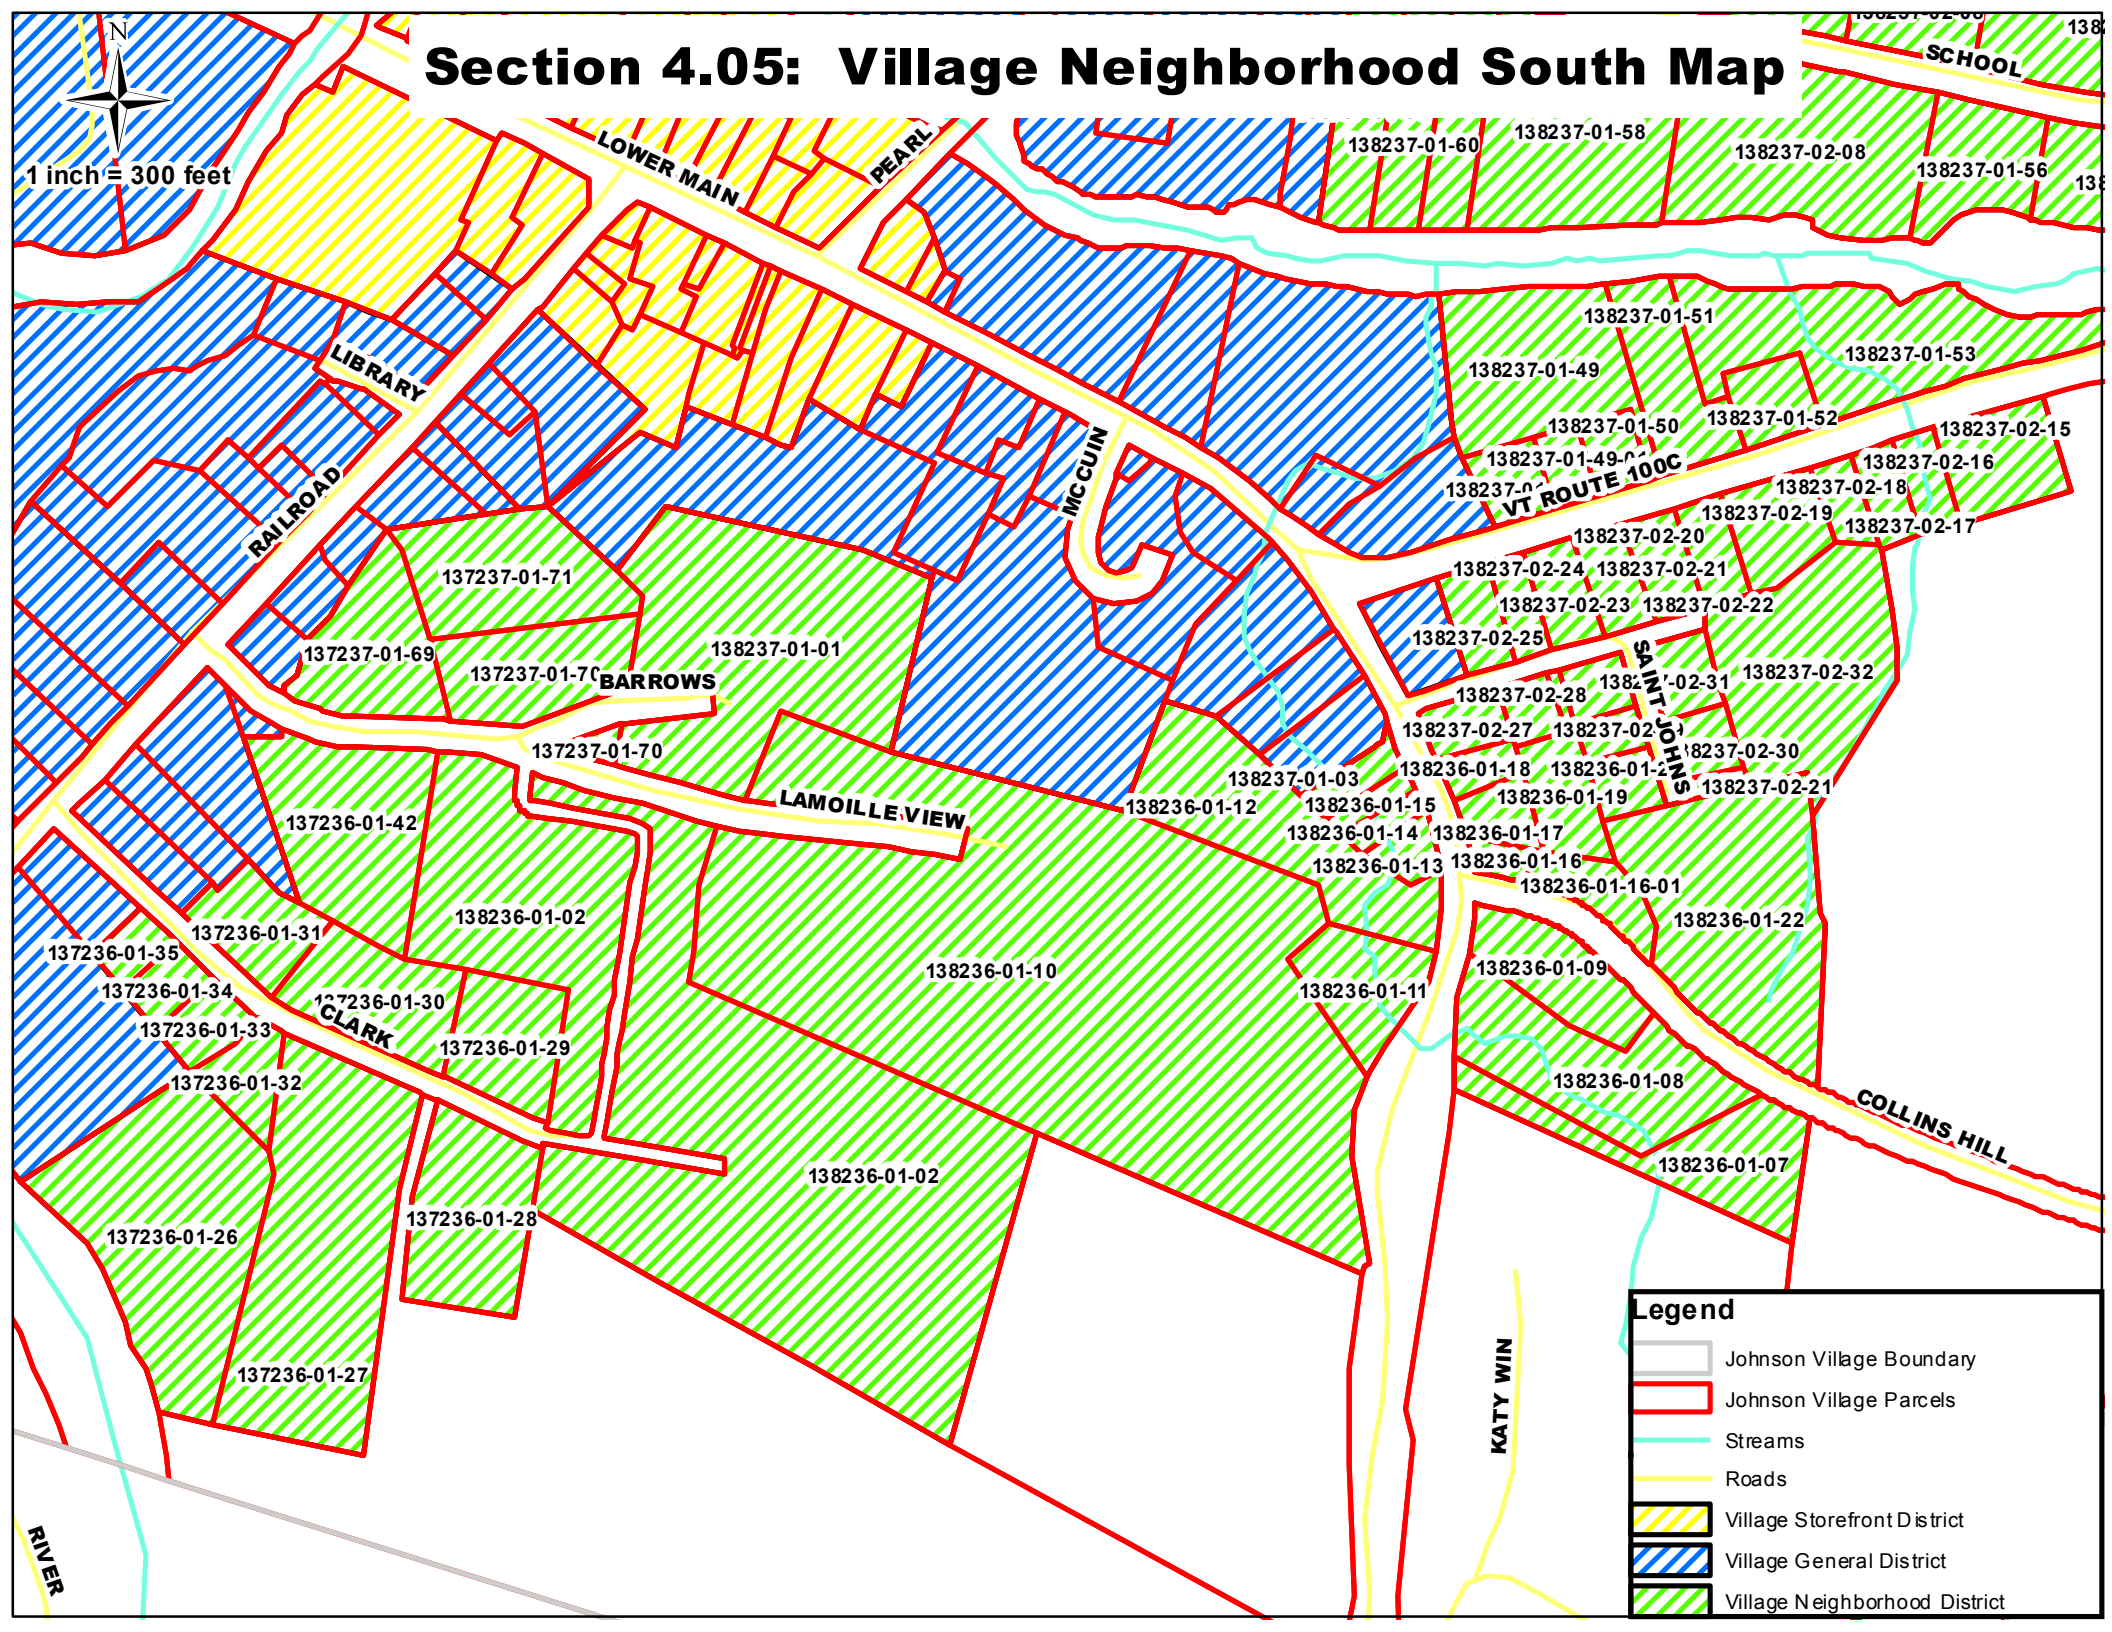 Section 4.05: Village Neighborhood South Map
N
1 inch = 300 feet
SCHOOL
LOWER MAIN
PEARL
138237-01-60
138237-01-58
138237-02-08
138237-01-56
138237-01-51
138237-01-53
138237-01-49
138237-01-52
138237-01-50
LIBRARY
MCCUIN
RAILROAD
VT ROUTE 100C
138237-02-15
138237-02-16
138237-02-18
138237-02-19
138237-02-17
138237-02-20
138237-02-24
138237-02-21
138237-02-23
138237-02-22
138237-02-25
137237-01-71
137237-01-69
137237-01-70
138237-01-01
BARROWS
SAINT JOHNS
138237-02-32
138237-02-28
138237-02-27
138237-02-30
138237-02-21
137237-01-70
138237-01-03
138236-01-18
138236-01-19
138236-01-12
138236-01-15
LAMOILLE VIEW
138236-01-14
138236-01-17
138236-01-13
138236-01-16
138236-01-16-01
137236-01-42
138236-01-02
138236-01-22
137236-01-31
137236-01-35
138236-01-10
138236-01-09
137236-01-34
138236-01-11
137236-01-30
CLARK
137236-01-33
137236-01-29
137236-01-32
138236-01-08
COLLINS HILL
138236-01-02
138236-01-07
137236-01-28
137236-01-26
137236-01-27
KATY WIN
RIVER
Legend
Johnson Village Boundary
Johnson Village Parcels
Streams
Roads
Village Storefront District
Village General District
Village Neighborhood District